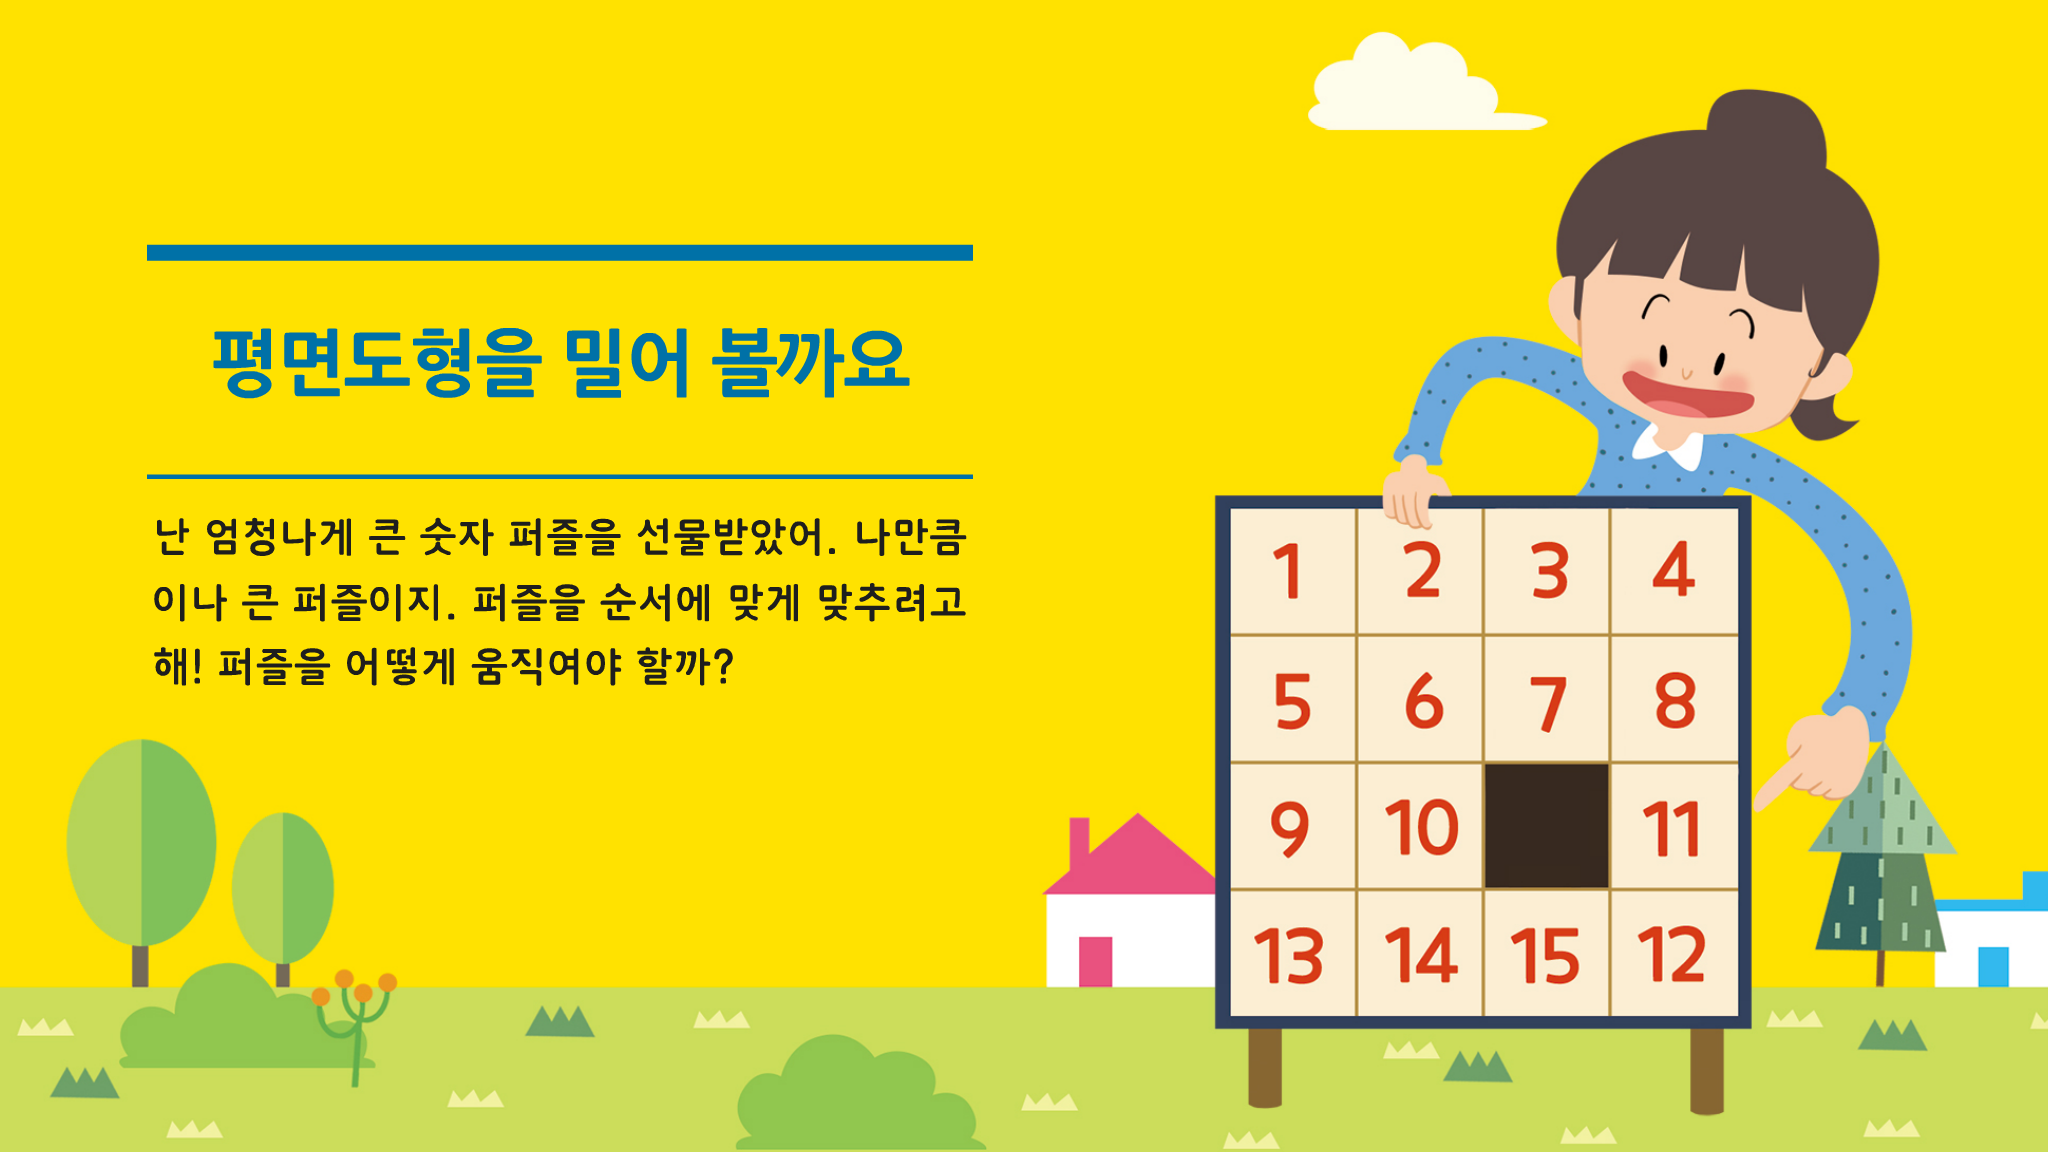 평면도형을 밀어 볼까요
난 엄청나게 큰 숫자 퍼즐을 선물받았어. 나만큼
이나 큰 퍼즐이지. 퍼즐을 순서에 맞게 맞추려고
해! 퍼즐을 어떻게 움직여야 할까?
1 2 3 4
5 6 7 8
9 10 11
13 14 15 12